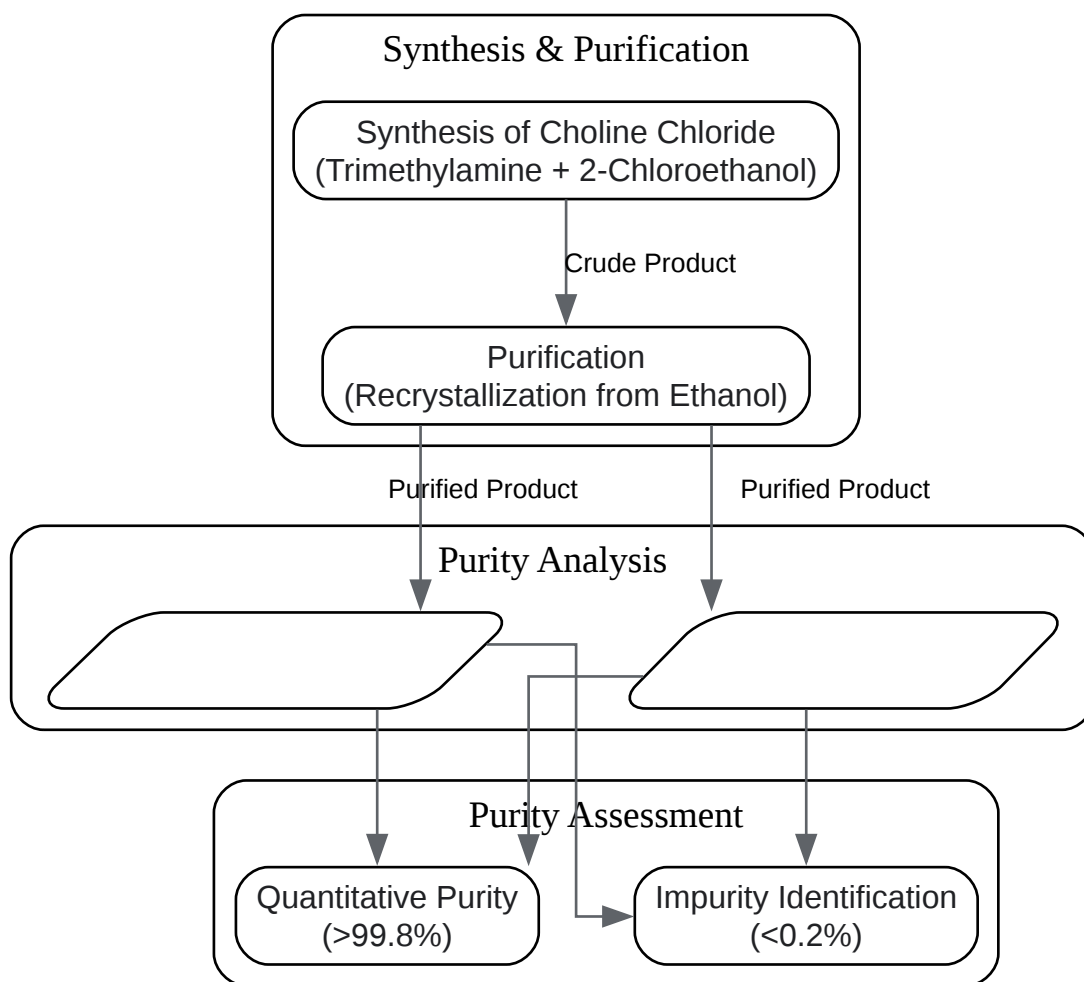 Synthesis & Purification
Synthesis of Choline Chloride
(Trimethylamine + 2-Chloroethanol)
Crude Product
Purification
(Recrystallization from Ethanol)
Purified Product
Purified Product
Purity Analysis
Purity Assessment
Quantitative Purity
(>99.8%)
Impurity Identification
(<0.2%)